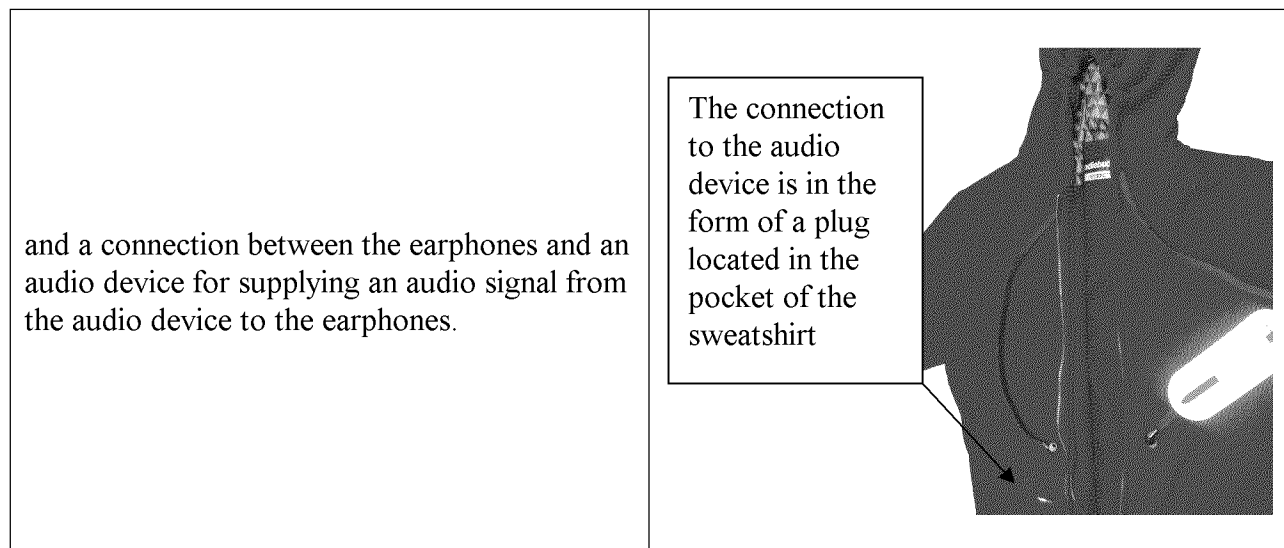 and a connection between the earphones and an
audio device for supplying an audio signal from
the audio device to the earphones.
The connection
to the audio
device is in the
form of a plug
located in the
pocket of the
sweatshirt